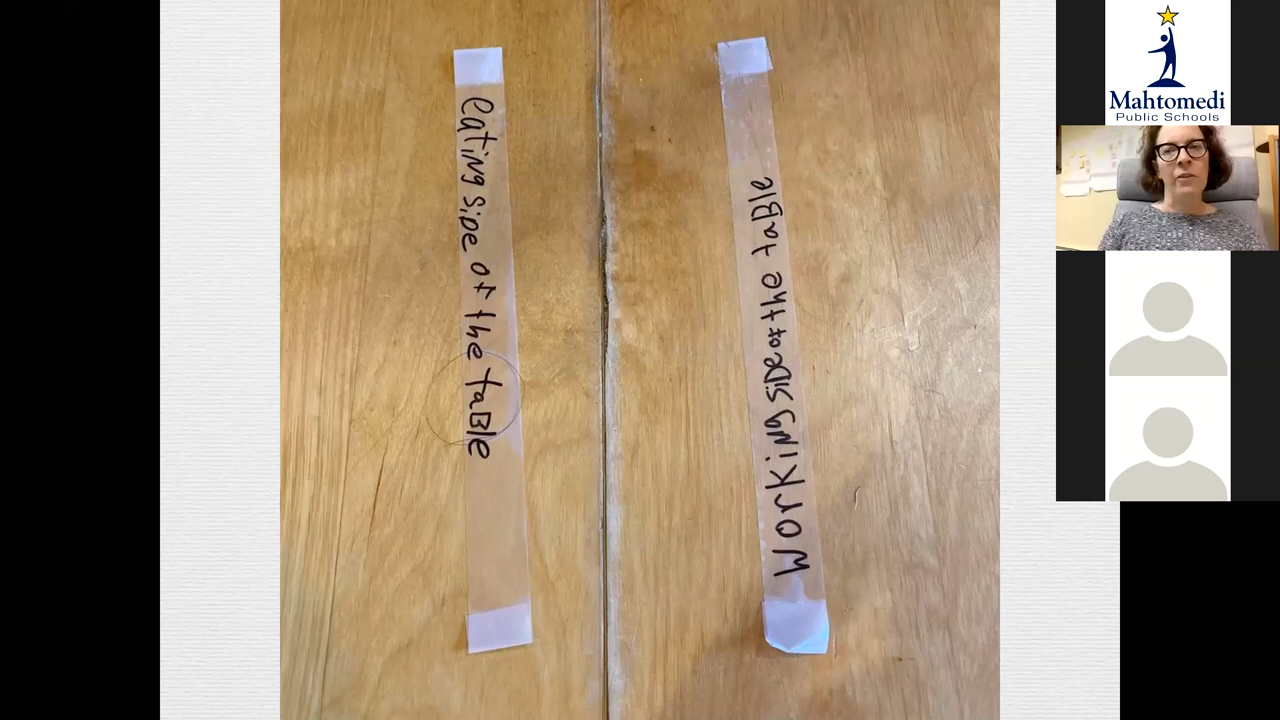 eating siDe of the taBle
WorKiNg SiDe of the taBle
Mahtomedi
Public Schools